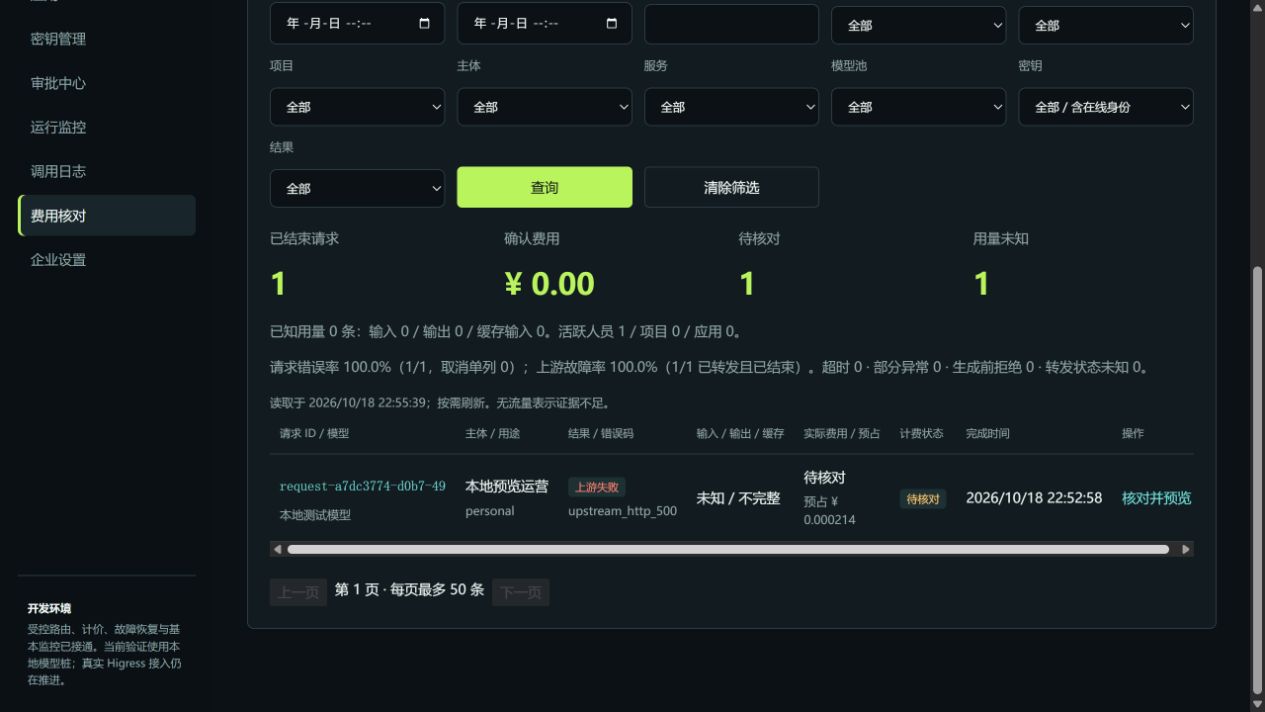 密钥管理
审批中心
运行监控
调用日志
费用核对
企业设置
开发环境
受控路由、计价、故障恢复与基
本监控已接通。当前验证使用本
地模型桩；真实 Higress 接入仍
在推进。
年 -月-日 --:--
年 -月-日 --:--
全部
全部
项目
主体
服务
模型池
密钥
全部
全部
全部
全部
全部 / 含在线身份
结果
全部
查询
清除筛选
已结束请求
确认费用
待核对
用量未知
1
¥ 0.00
1
1
已知用量 0 条：输入 0 / 输出 0 / 缓存输入 0。活跃人员 1 / 项目 0 / 应用 0。
请求错误率 100.0%（1/1，取消单列 0）；上游故障率 100.0%（1/1 已转发且已结束）。超时 0 · 部分异常 0 · 生成前拒绝 0 · 转发状态未知 0。
读取于 2026/10/18 22:55:39；按需刷新。无流量表示证据不足。
请求 ID / 模型
主体 / 用途
结果 / 错误码
输入 / 输出 / 缓存
实际费用 / 预占
计费状态
完成时间
操作
request-a7dc3774-d0b7-49
本地测试模型
本地预览运营
personal
上游失败
upstream_http_500
未知 / 不完整
待核对
预占 ¥
0.000214
待核对
2026/10/18 22:52:58
核对并预览
上一页
第 1 页 · 每页最多 50 条
下一页